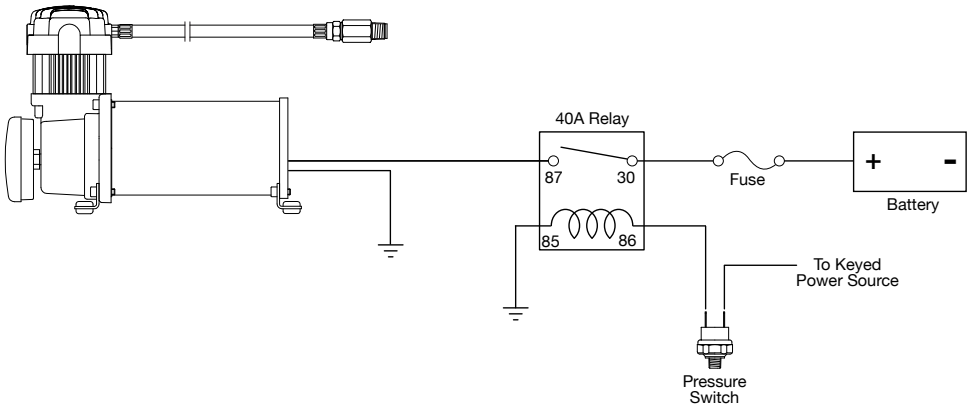 40A Relay
87
30
85
86
Fuse
+
-
Battery
To Keyed
Power Source
Pressure
Switch